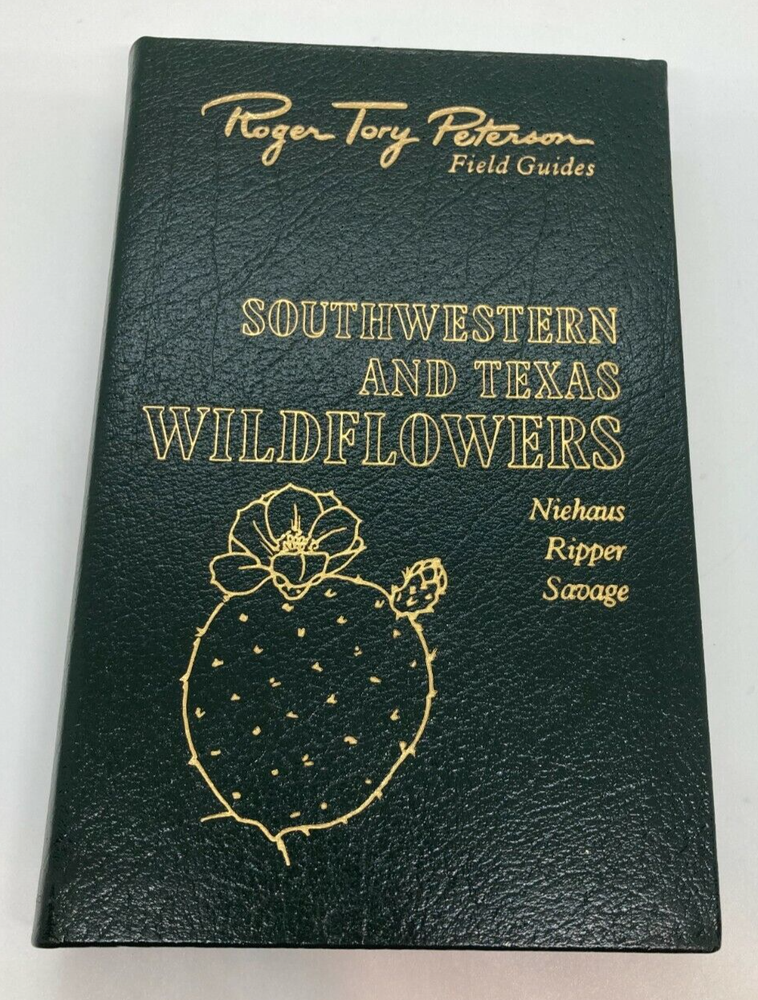 Roger Tory Peterson
Field Guides
SOUTHWESTERN
AND TEXAS
WILDFLOWERS
Niehaus
Ripper
Savage